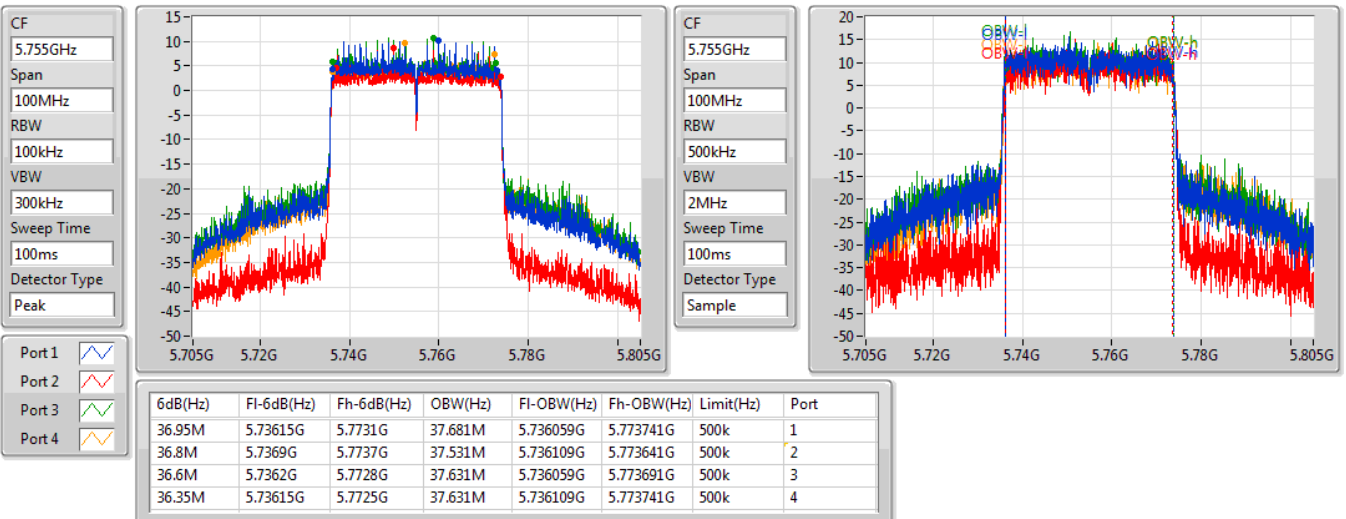 CF
5.755GHz
Span
100MHz
RBW
100kHz
VBW
300kHz
Sweep Time
100ms
Detector Type
Peak
15
10
5
0
-5
-10
-15
-20
-25
-30
-35
-40
-45
-50
5.705G 5.72G 5.74G 5.76G 5.78G 5.805G
CF
5.755GHz
Span
100MHz
RBW
500kHz
VBW
2MHz
Sweep Time
100ms
Detector Type
Sample
20
15
10
5
0
-5
-10
-15
-20
-25
-30
-35
-40
-45
-50
OBW-l
OBW-h
5.705G 5.72G 5.74G 5.76G 5.78G 5.805G
Port 1
Port 2
Port 3
Port 4
6dB(Hz) Fl-6dB(Hz) Fh-6dB(Hz) OBW(Hz) Fl-OBW(Hz) Fh-OBW(Hz) Limit(Hz) Port
36.95M 5.73615G 5.7731G 37.681M 5.736059G 5.773741G 500k 1
36.8M 5.7369G 5.7737G 37.531M 5.736109G 5.773641G 500k 2
36.6M 5.7362G 5.7728G 37.631M 5.736059G 5.773691G 500k 3
36.35M 5.73615G 5.7725G 37.631M 5.736109G 5.773741G 500k 4